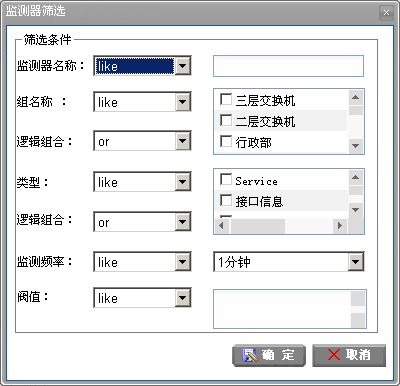 监测器筛选
筛选条件
监测器名称： like
组名称 ： like
三层交换机
二层交换机
行政部
逻辑组合： or
类型： like
Service
接口信息
逻辑组合： or
监测频率： like 1分钟
阀值： like
确 定 取消